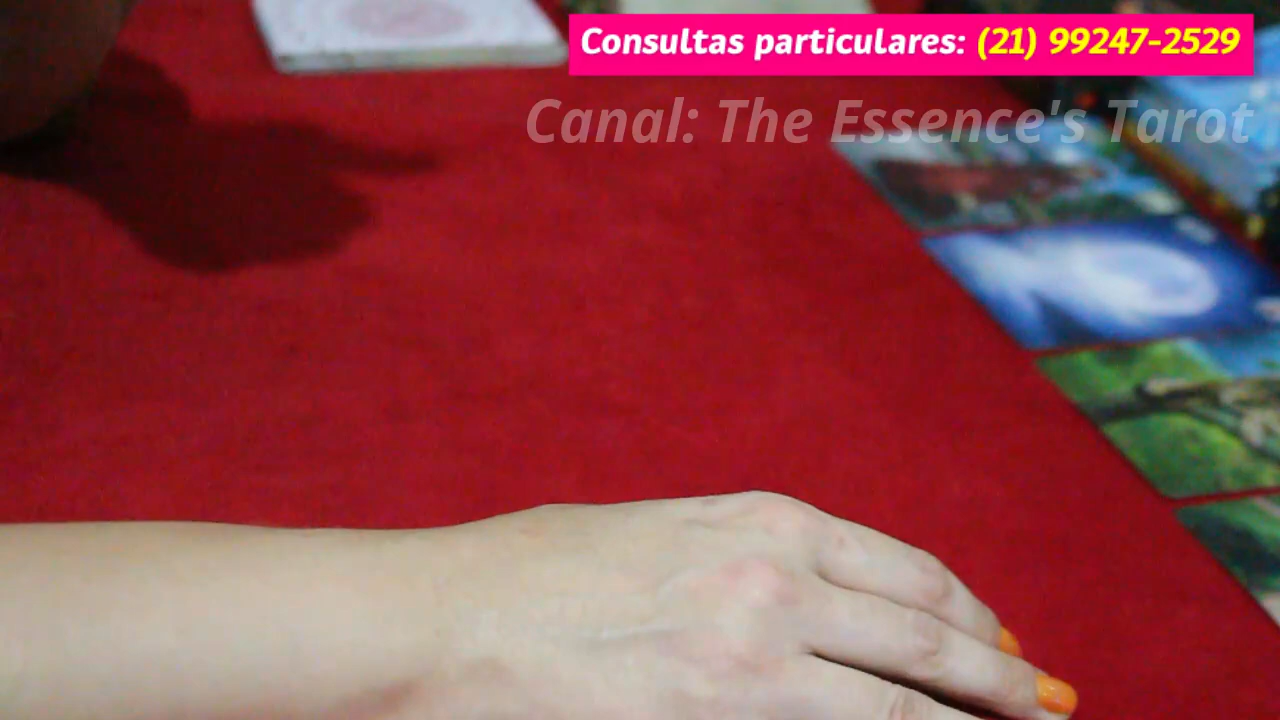 Consultas particulares: (21) 99247-2529
Canal: The Essence's Tarot